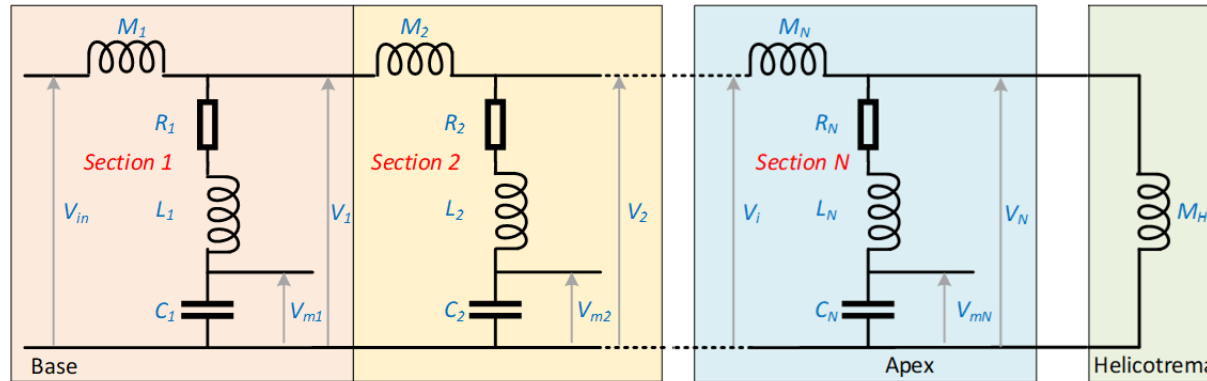 M1
M2
MN
R1
R2
RN
Section 1
Section 2
Section N
Vin
L1
V1
L2
V2
Vi
LN
VN
MH
C1
Vm1
C2
Vm2
CN
VmN
Base
Apex
Helicotrema